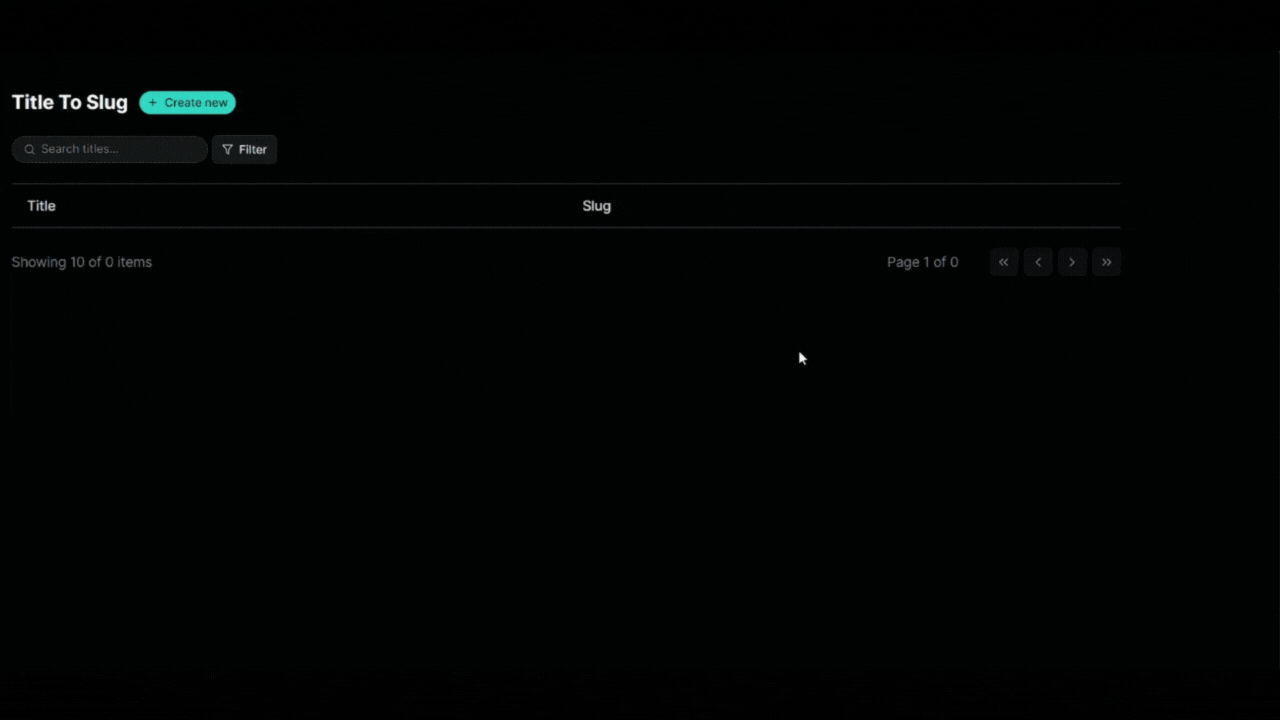 Title To Slug + Create new
Search titles... Filter
Title Slug
Showing 10 of 0 items Page 1 of 0 « ‹ › »